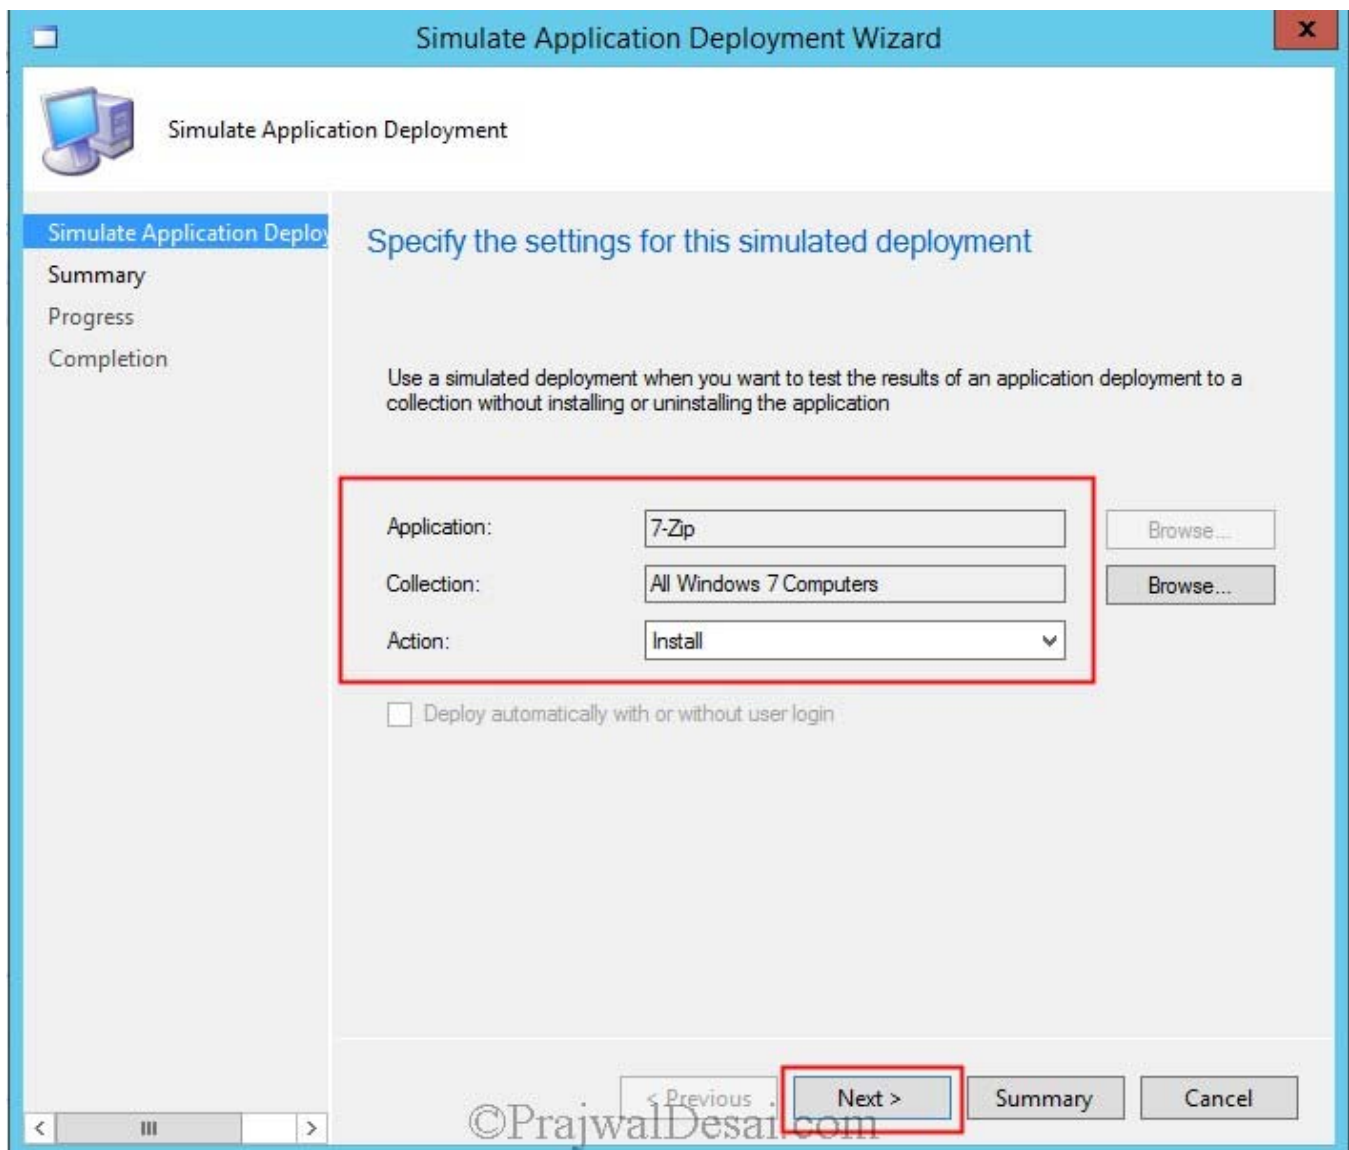 Simulate Application Deployment Wizard
x
Simulate Application Deployment
Simulate Application Deploy
Summary
Progress
Completion
Specify the settings for this simulated deployment
Use a simulated deployment when you want to test the results of an application deployment to a
collection without installing or uninstalling the application
Application: 7-Zip Browse...
Collection: All Windows 7 Computers Browse...
Action: Install
Deploy automatically with or without user login
< Previous Next > Summary Cancel
©PrajwalDesai.com